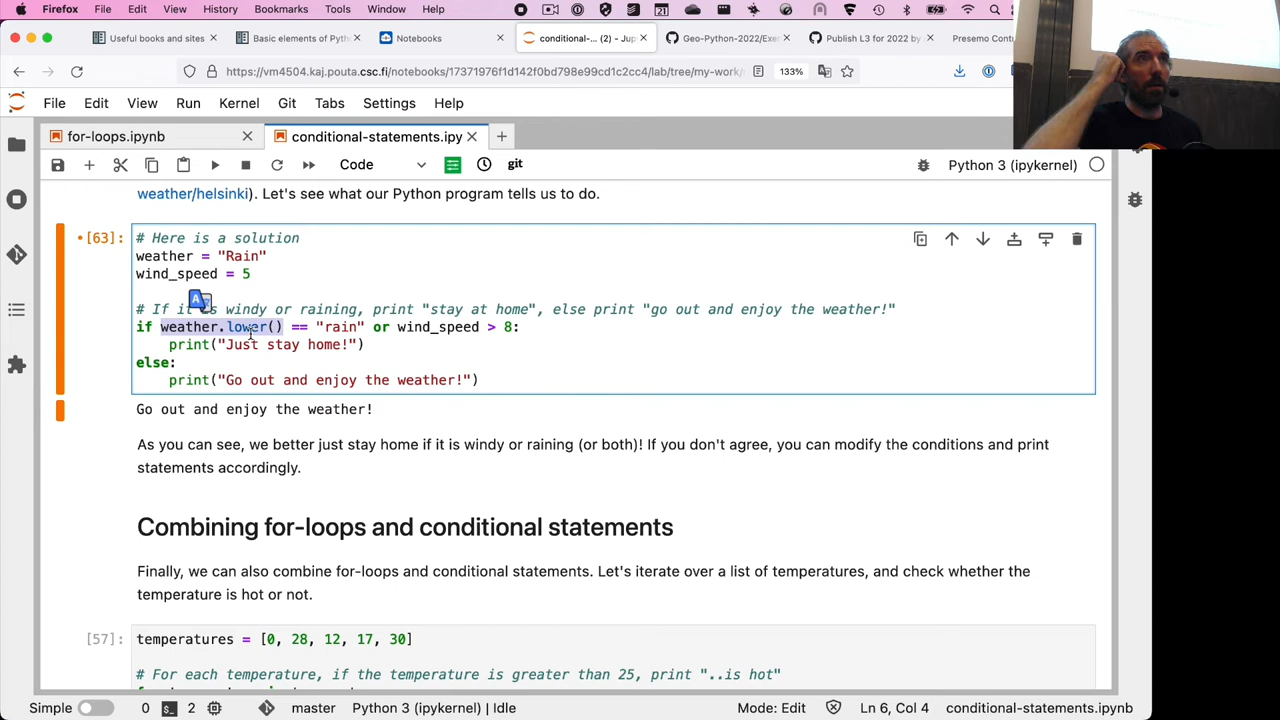 Firefox File Edit View History Bookmarks Tools Window Help
Useful books and sites
Basic elements of Pyth
Notebooks
conditional-... (2) - Jup
Geo-Python-2022/Exer
Publish L3 for 2022 by
Presemo Cont
https://vm4504.kaj.pouta.csc.fi/notebooks/17371976f1d142f0bd798e99cd1c2cc4/lab/tree/my-work/
133%
File Edit View Run Kernel Git Tabs Settings Help
for-loops.ipynb
conditional-statements.ipy
Code
git
Python 3 (ipykernel)
weather/helsinki). Let's see what our Python program tells us to do.
[63]:
# Here is a solution
weather = "Rain"
wind_speed = 5
# If it is windy or raining, print "stay at home", else print "go out and enjoy the weather!"
if weather.lower() == "rain" or wind_speed > 8:
print("Just stay home!")
else:
print("Go out and enjoy the weather!")
Go out and enjoy the weather!
As you can see, we better just stay home if it is windy or raining (or both)! If you don't agree, you can modify the conditions and print
statements accordingly.
Combining for-loops and conditional statements
Finally, we can also combine for-loops and conditional statements. Let's iterate over a list of temperatures, and check whether the
temperature is hot or not.
[57]:
temperatures = [0, 28, 12, 17, 30]
# For each temperature, if the temperature is greater than 25, print "..is hot"
Simple 0 2 master Python 3 (ipykernel) | Idle Mode: Edit Ln 6, Col 4 conditional-statements.ipynb